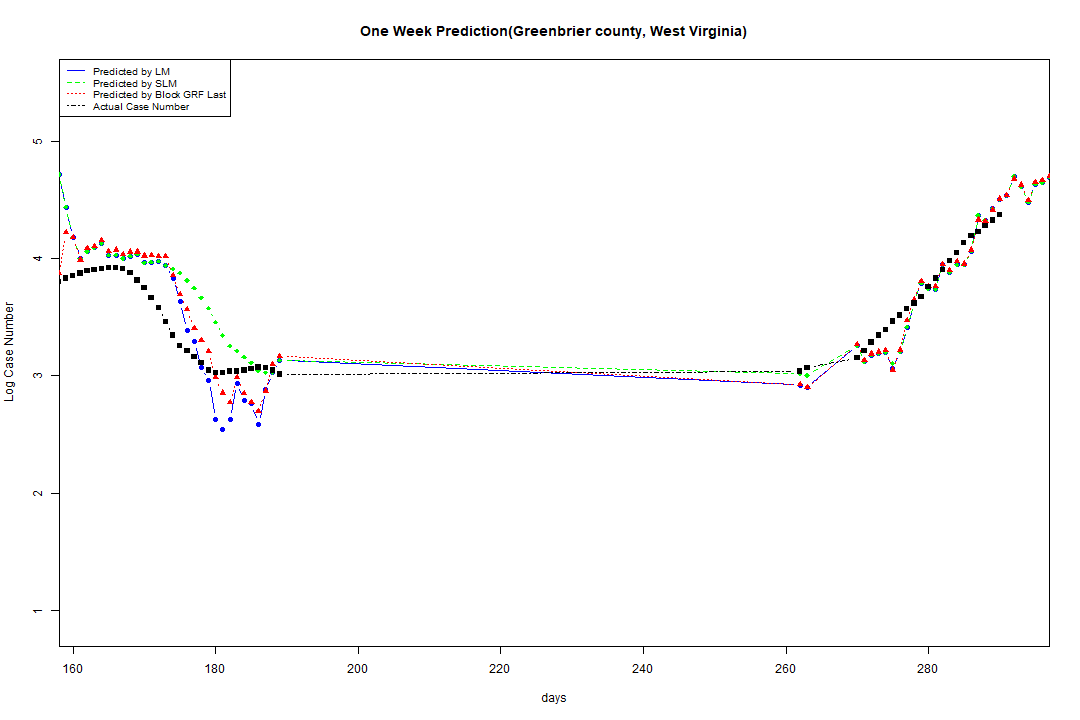 One Week Prediction(Greenbrier county, West Virginia)
Predicted by LM
Predicted by SLM
Predicted by Block GRF Last
Actual Case Number
5
4
3
2
1
Log Case Number
160 180 200 220 240 260 280
days